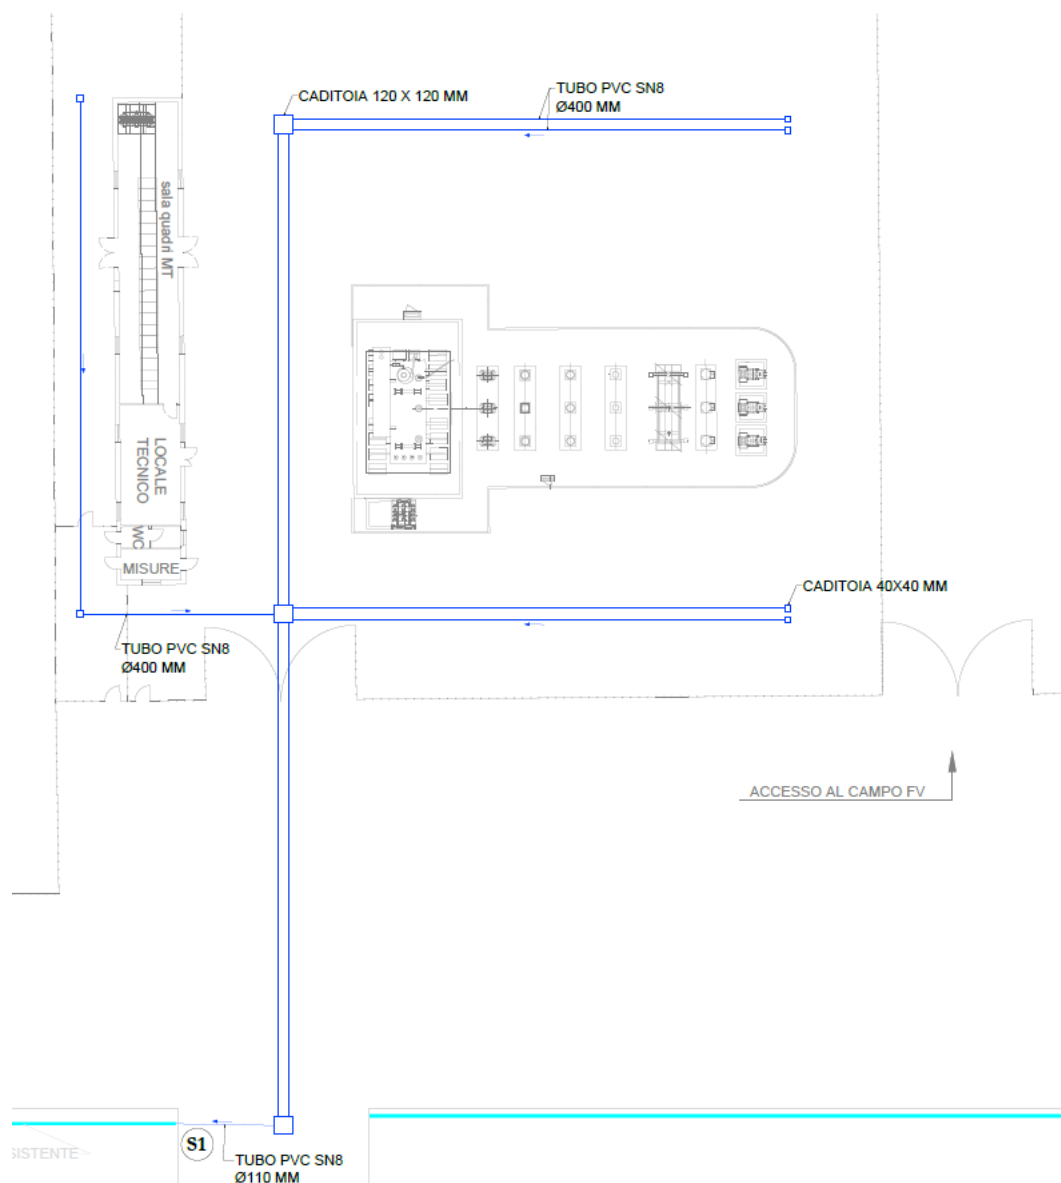 CADITOIA 120 X 120 MM
TUBO PVC SN8
Ø400 MM
sala quadri MT
LOCALE
TECNICO
WC
MISURE
CADITOIA 40X40 MM
TUBO PVC SN8
Ø400 MM
ACCESSO AL CAMPO FV
S1
SISTENTE
TUBO PVC SN8
Ø110 MM